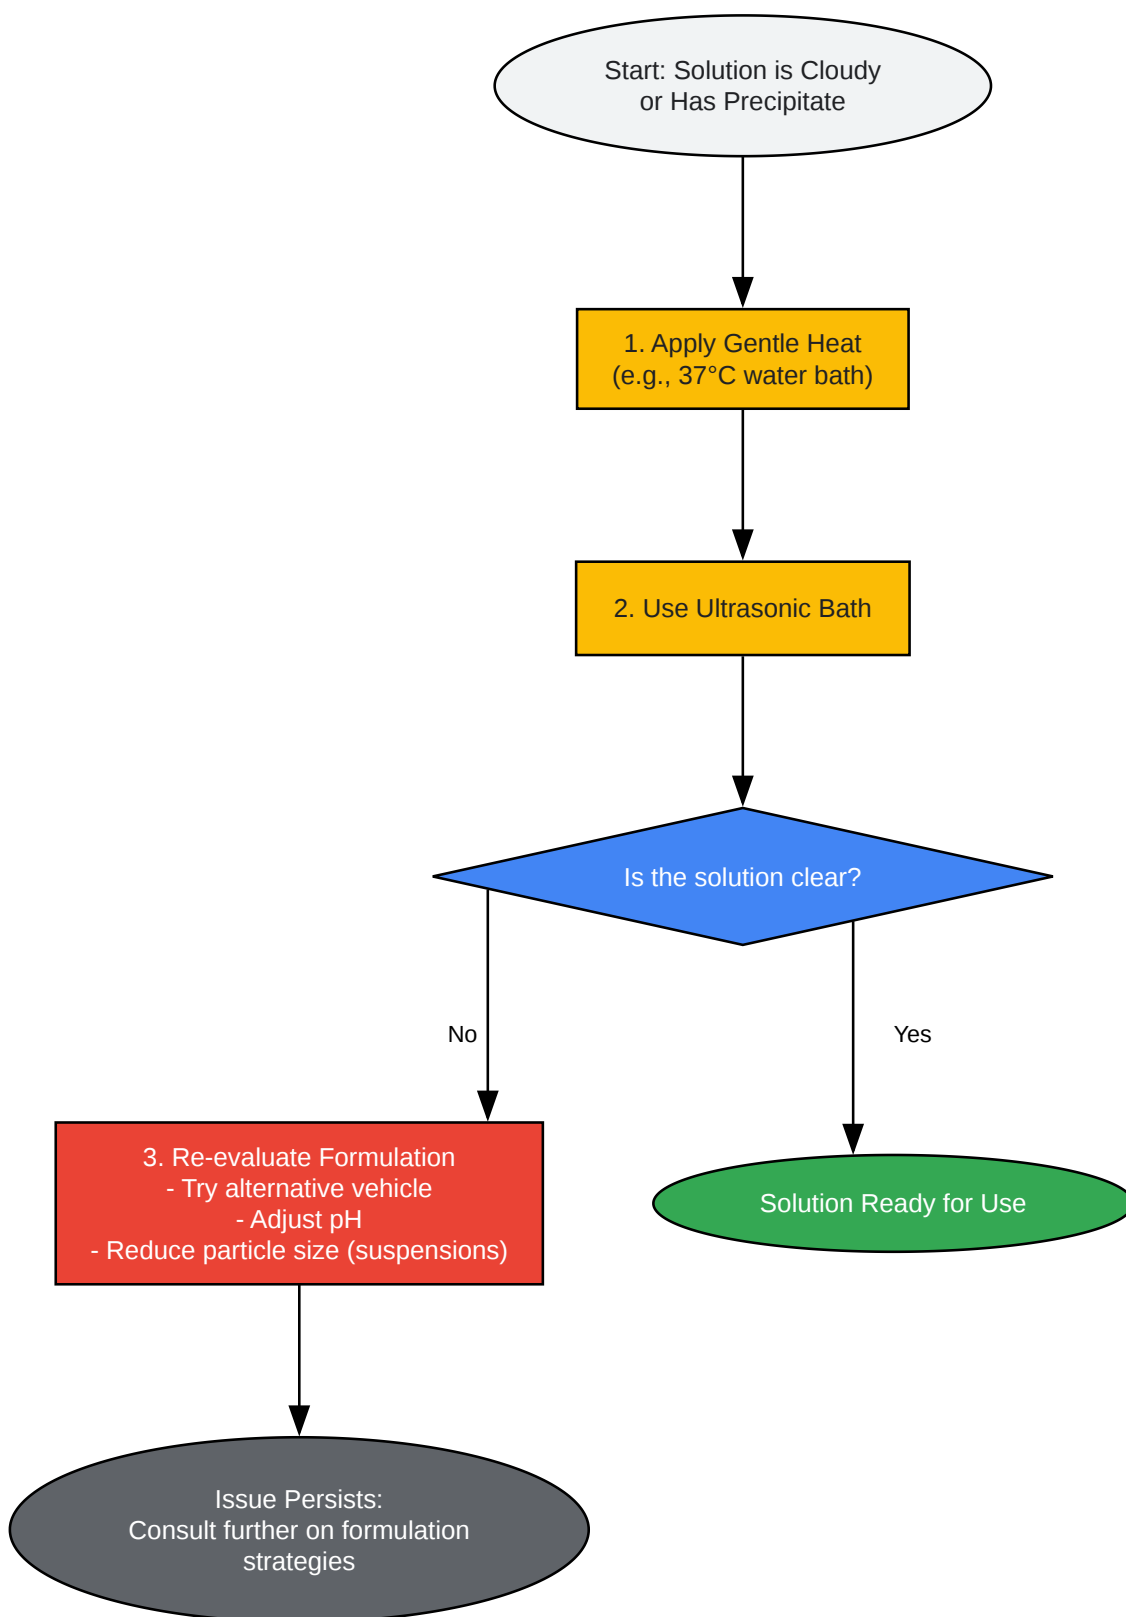 Start: Solution is Cloudy
or Has Precipitate
1. Apply Gentle Heat
(e.g., 37°C water bath)
2. Use Ultrasonic Bath
Is the solution clear?
No
Yes
3. Re-evaluate Formulation
- Try alternative vehicle
- Adjust pH
- Reduce particle size (suspensions)
Solution Ready for Use
Issue Persists:
Consult further on formulation
strategies